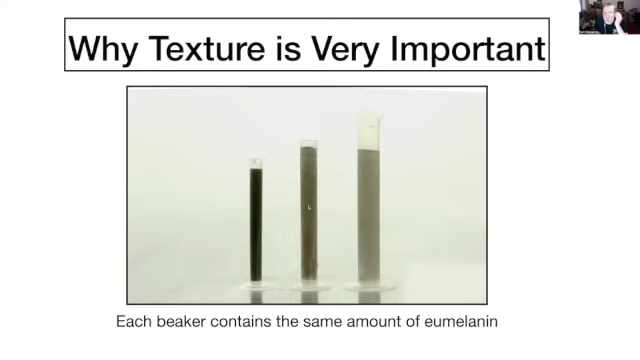 Why Texture is Very Important
Each beaker contains the same amount of eumelanin